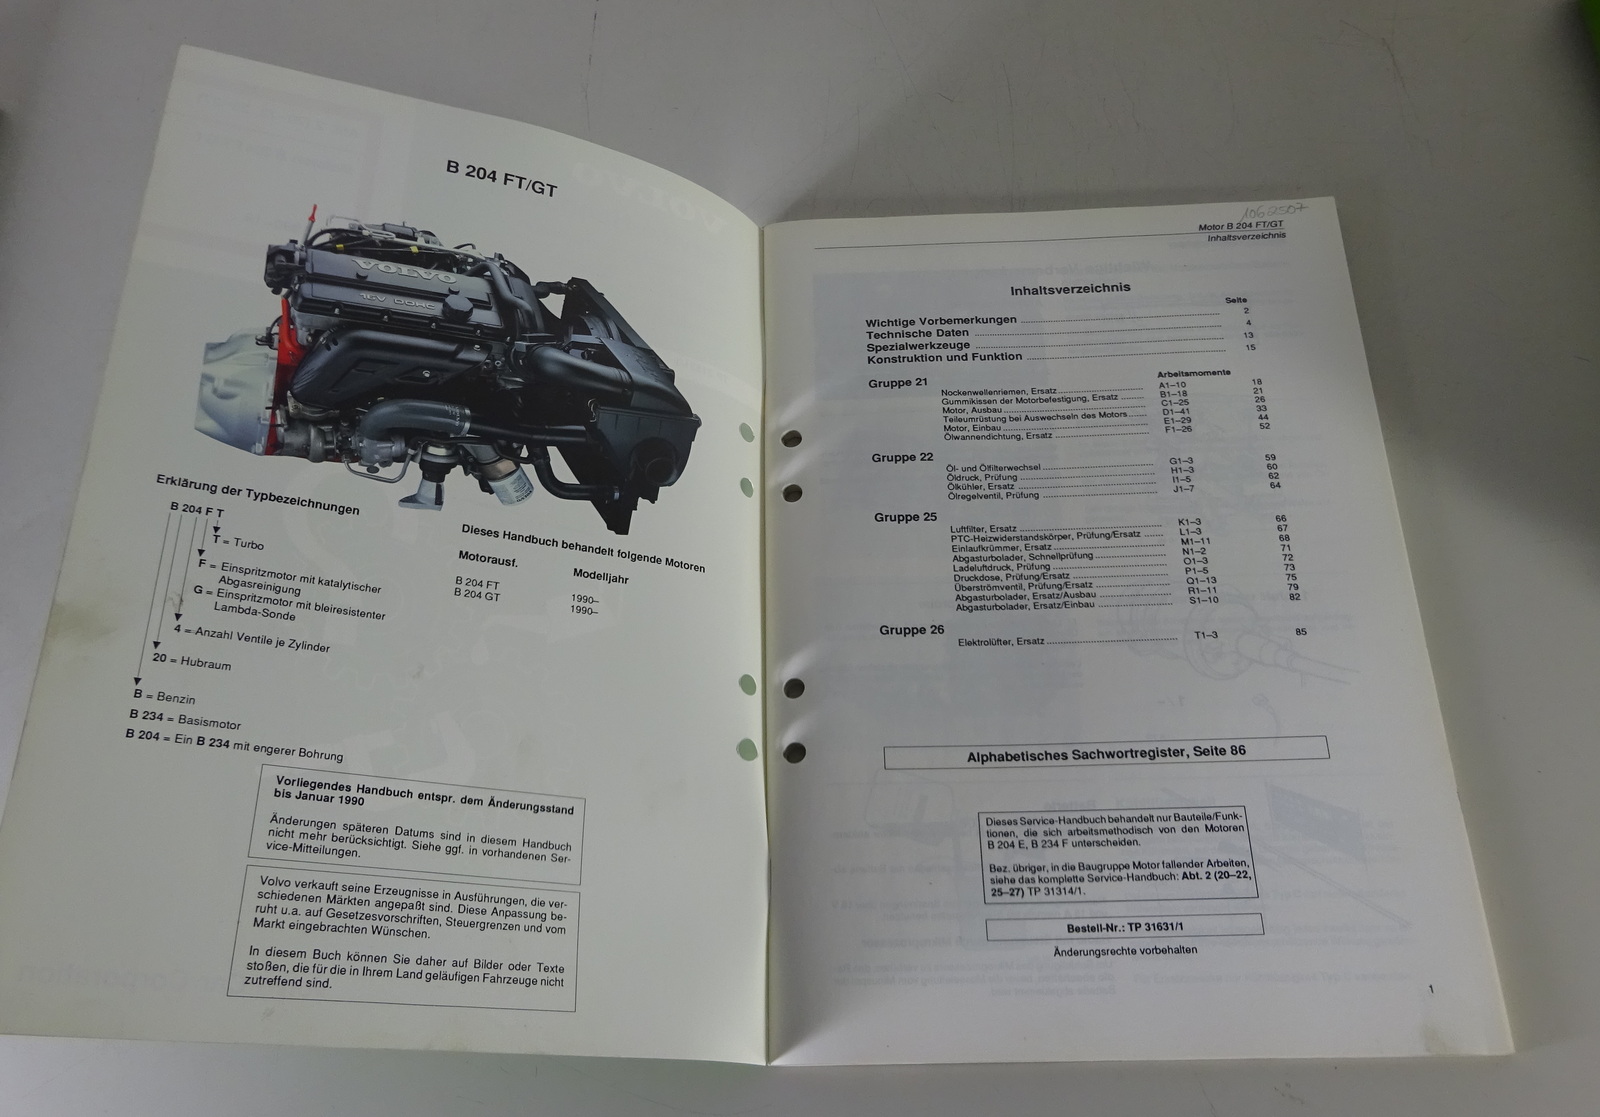 B 204 FT/GT
VOLVO
16V DOHC
Erklärung der Typbezeichnungen
B 204 F T
T = Turbo
F = Einspritzmotor mit katalytischer
Abgasreinigung
G = Einspritzmotor mit bleiresistenter
Lambda-Sonde
4 = Anzahl Ventile je Zylinder
20 = Hubraum
B = Benzin
B 234 = Basismotor
B 204 = Ein B 234 mit engerer Bohrung
Dieses Handbuch behandelt folgende Motoren
Motorausf. Modelljahr
B 204 FT 1990–
B 204 GT 1990–
Vorliegendes Handbuch entspr. dem Änderungsstand
bis Januar 1990
Änderungen späteren Datums sind in diesem Handbuch
nicht mehr berücksichtigt. Siehe ggf. in vorhandenen Ser-
vice-Mitteilungen.
Volvo verkauft seine Erzeugnisse in Ausführungen, die ver-
schiedenen Märkten angepaßt sind. Diese Anpassung be-
ruht u.a. auf Gesetzesvorschriften, Steuergrenzen und vom
Markt eingebrachten Wünschen.
In diesem Buch können Sie daher auf Bilder oder Texte
stoßen, die für die in Ihrem Land geläufigen Fahrzeuge nicht
zutreffend sind.
1062507
Motor B 204 FT/GT
Inhaltsverzeichnis
Inhaltsverzeichnis
Seite
Wichtige Vorbemerkungen 2
Technische Daten 4
Spezialwerkzeuge 13
Konstruktion und Funktion 15
Arbeitsmomente
Gruppe 21
Nockenwellenriemen, Ersatz A1–10 18
Gummikissen der Motorbefestigung, Ersatz B1–18 21
Motor, Ausbau C1–25 26
Teileumrüstung bei Auswechseln des Motors D1–41 33
Motor, Einbau E1–29 44
Ölwannendichtung, Ersatz F1–26 52
Gruppe 22
Öl- und Ölfilterwechsel G1–3 59
Öldruck, Prüfung H1–3 60
Ölkühler, Ersatz I1–5 62
Ölregelventil, Prüfung J1–7 64
Gruppe 25
Luftfilter, Ersatz K1–3 66
PTC-Heizwiderstandskörper, Prüfung/Ersatz L1–3 67
Einlaufkrümmer, Ersatz M1–11 68
Abgasturbolader, Schnellprüfung N1–2 71
Ladeluftdruck, Prüfung O1–3 72
Druckdose, Prüfung/Ersatz P1–5 73
Überströmventil, Prüfung/Ersatz Q1–13 75
Abgasturbolader, Ersatz/Ausbau R1–11 79
Abgasturbolader, Ersatz/Einbau S1–10 82
Gruppe 26
Elektrolüfter, Ersatz T1–3 85
Alphabetisches Sachwortregister, Seite 86
Dieses Service-Handbuch behandelt nur Bauteile/Funk-
tionen, die sich arbeitsmethodisch von den Motoren
B 204 E, B 234 F unterscheiden.
Bez. übriger, in die Baugruppe Motor fallender Arbeiten,
siehe das komplette Service-Handbuch: Abt. 2 (20–22,
25–27) TP 31314/1.
Bestell-Nr.: TP 31631/1
Änderungsrechte vorbehalten
1